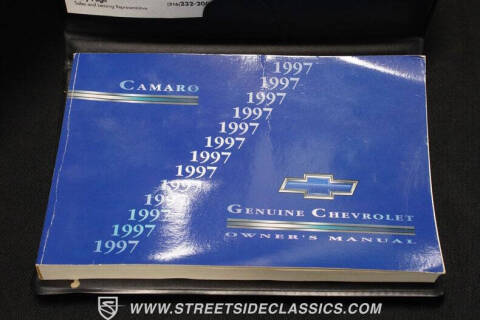 Sales and Leasing Representative
CAMARO
1997
1997
1997
1997
1997
1997
1997
1997
1997
1997
1997
1997
1997
GENUINE CHEVROLET
OWNER'S MANUAL
WWW.STREETSIDECLASSICS.COM